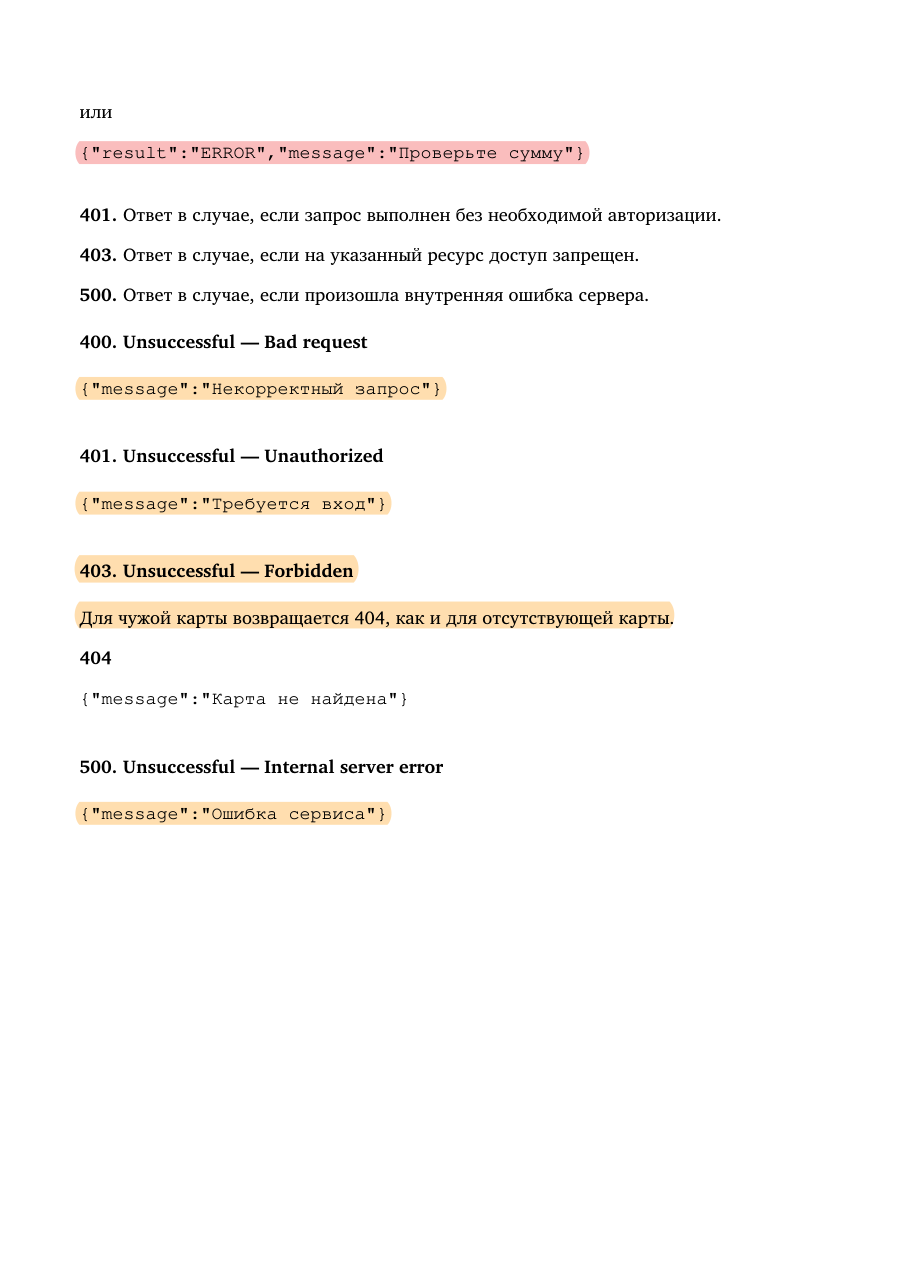 или
{"result":"ERROR","message":"Проверьте сумму"}
401. Ответ в случае, если запрос выполнен без необходимой авторизации.
403. Ответ в случае, если на указанный ресурс доступ запрещен.
500. Ответ в случае, если произошла внутренняя ошибка сервера.
400. Unsuccessful — Bad request
{"message":"Некорректный запрос"}
401. Unsuccessful — Unauthorized
{"message":"Требуется вход"}
403. Unsuccessful — Forbidden
Для чужой карты возвращается 404, как и для отсутствующей карты.
404
{"message":"Карта не найдена"}
500. Unsuccessful — Internal server error
{"message":"Ошибка сервиса"}